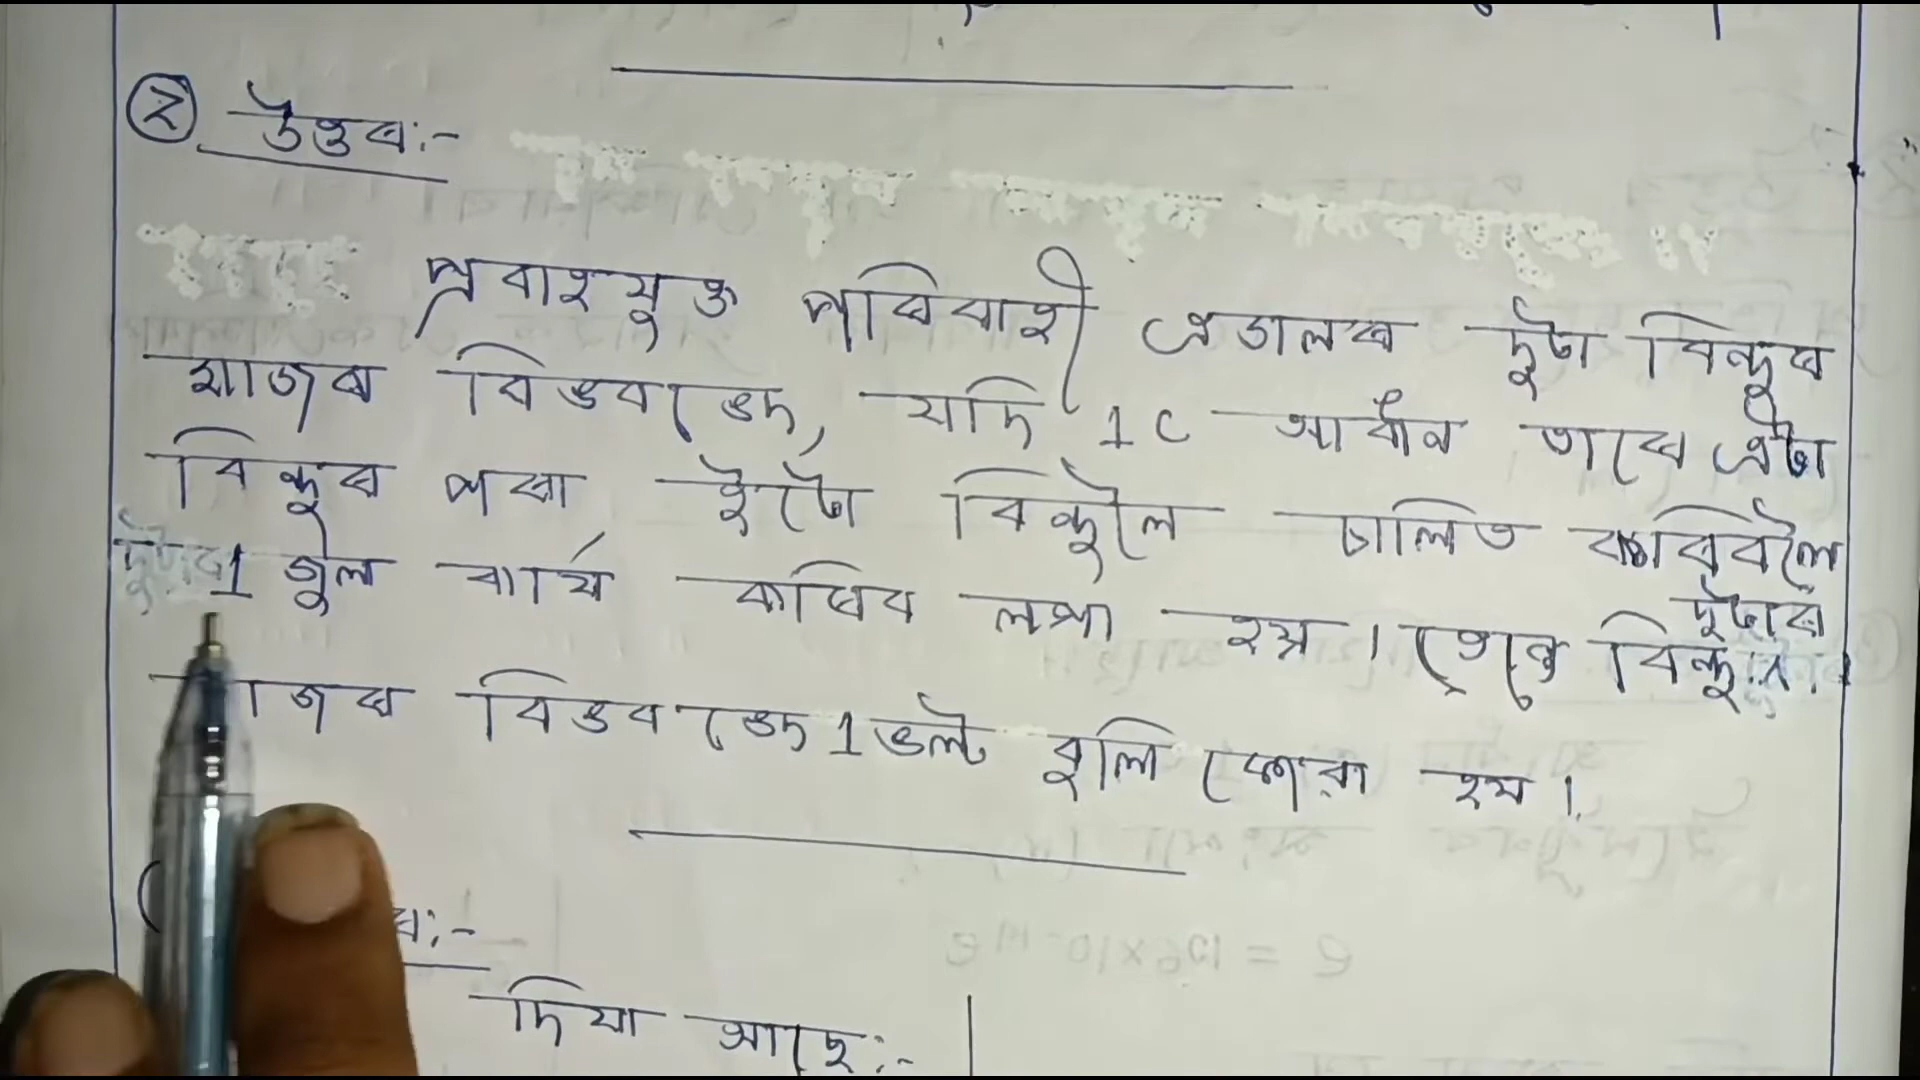 ② উত্তৰঃ-
প্ৰবাহযুক্ত পৰিবাহী এডালৰ দুটা বিন্দুৰ
মাজৰ বিভৱভেদ, যদি 1C আধান তাৰে এটা
বিন্দুৰ পৰা ইটো বিন্দুলৈ চালিত কৰিবলৈ
1 জুল কাৰ্য কৰিব লগা হয়। তেন্তে বিন্দু দুটাৰ
মাজৰ বিভৱভেদ 1 ভল্ট বুলি কোৱা হয়।
ৰঃ-
দিয়া আছেঃ-